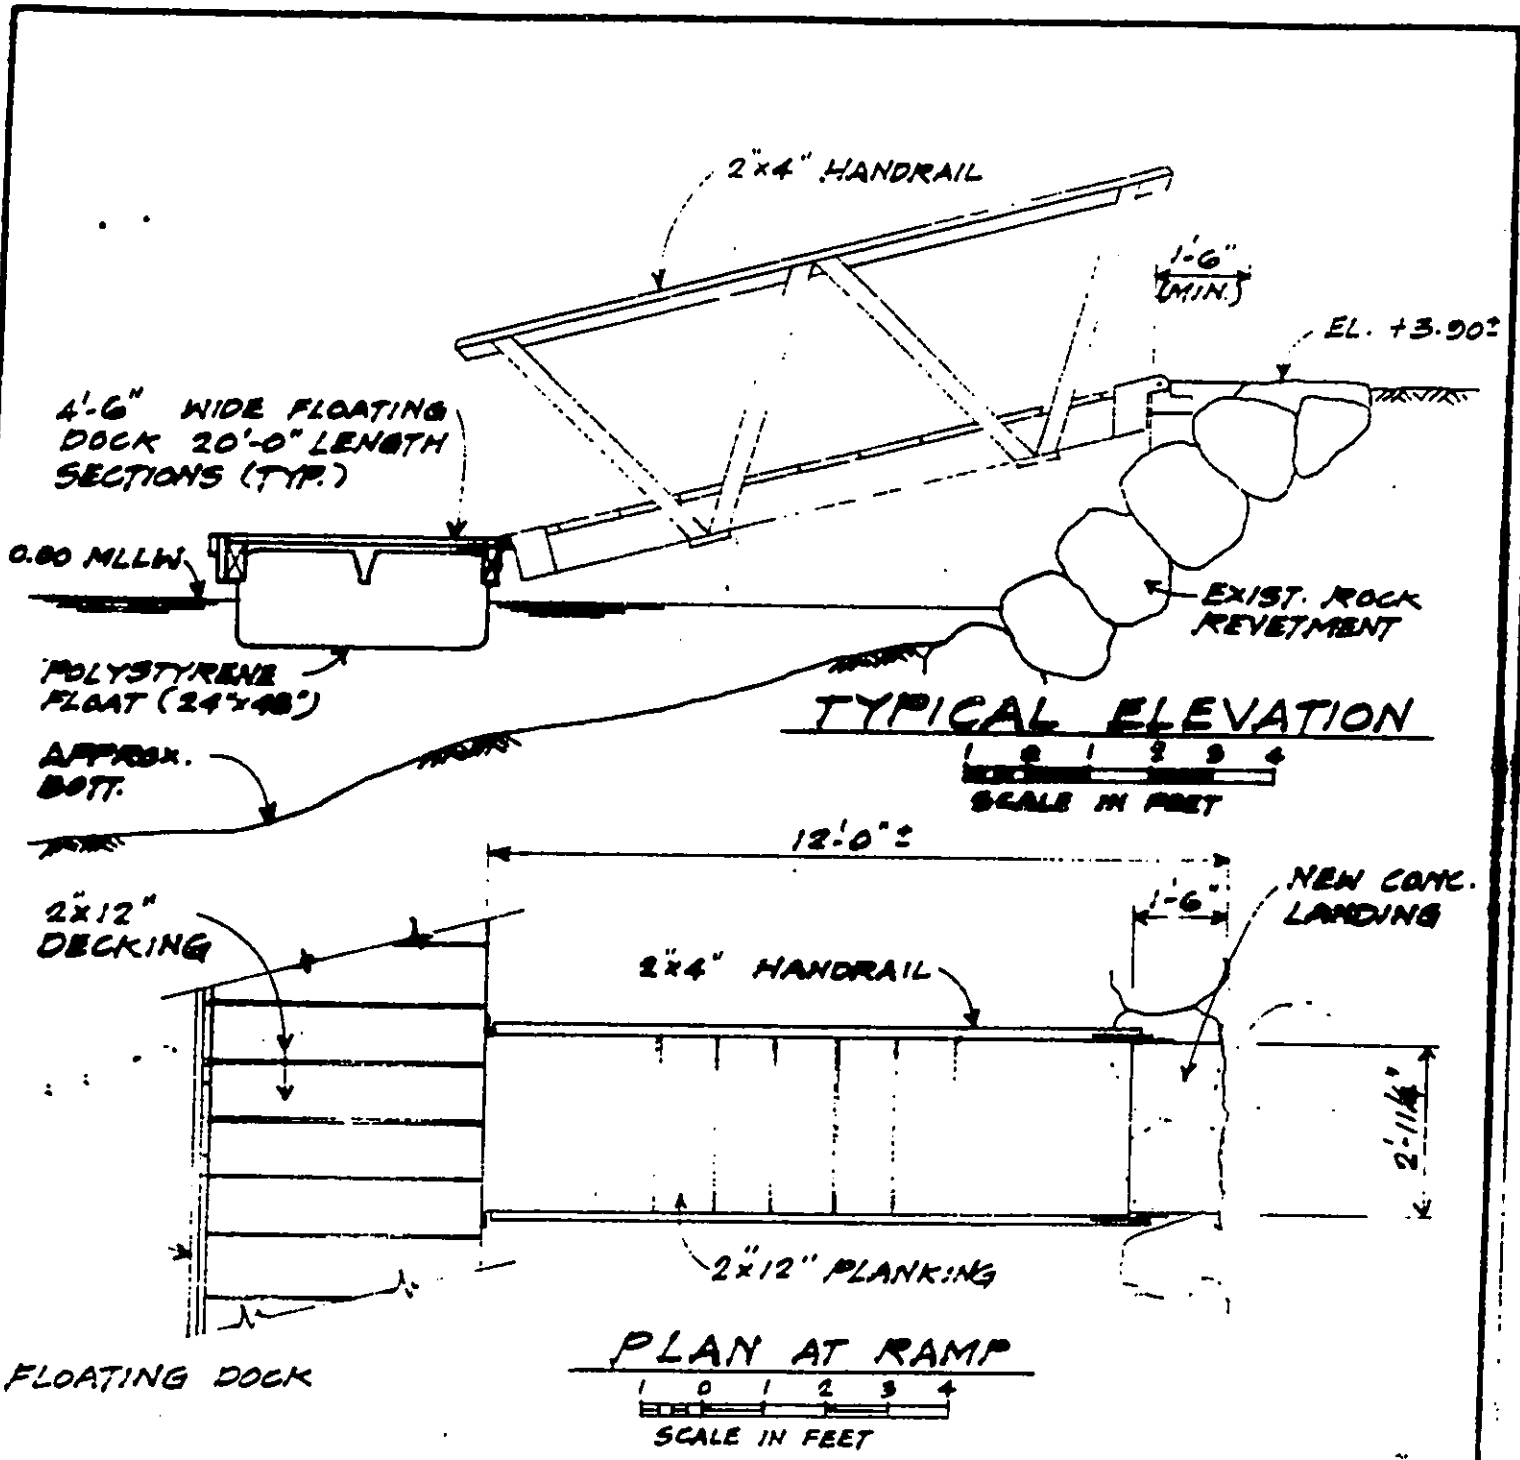 2"x4" HANDRAIL
1'-6"
(MIN.)
EL. +3.90±
4'-6" WIDE FLOATING
DOCK 20'-0" LENGTH
SECTIONS (TYP.)
0.00 MLLW
EXIST. ROCK
REVETMENT
POLYSTYRENE
FLOAT (24"x48")
TYPICAL ELEVATION
1 0 1 2 3 4
SCALE IN FEET
APPROX.
BOTT.
12'-0" ±
1'-6"
NEW CONC.
LANDING
2"x12"
DECKING
2"x4" HANDRAIL
2'-11¼"
2"x12" PLANKING
PLAN AT RAMP
1 0 1 2 3 4
SCALE IN FEET
FLOATING DOCK